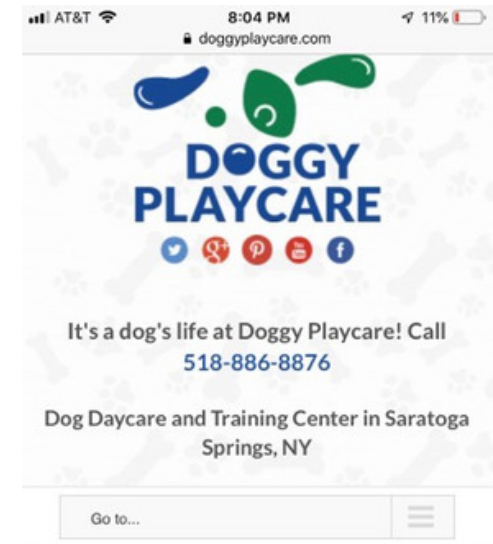 AT&T 8:04 PM 11%
doggyplaycare.com
DOGGY
PLAYCARE
It's a dog's life at Doggy Playcare! Call
518-886-8876
Dog Daycare and Training Center in Saratoga
Springs, NY
Go to...